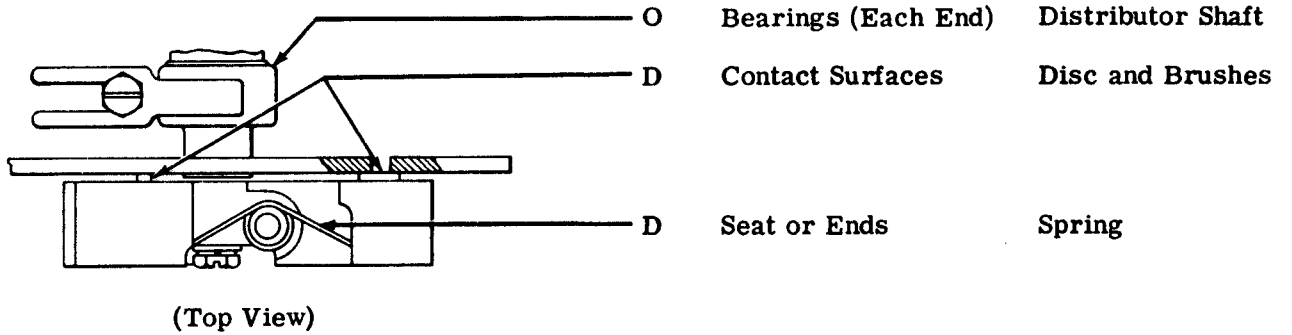 O Bearings (Each End) Distributor Shaft
D Contact Surfaces Disc and Brushes
D Seat or Ends Spring
(Top View)